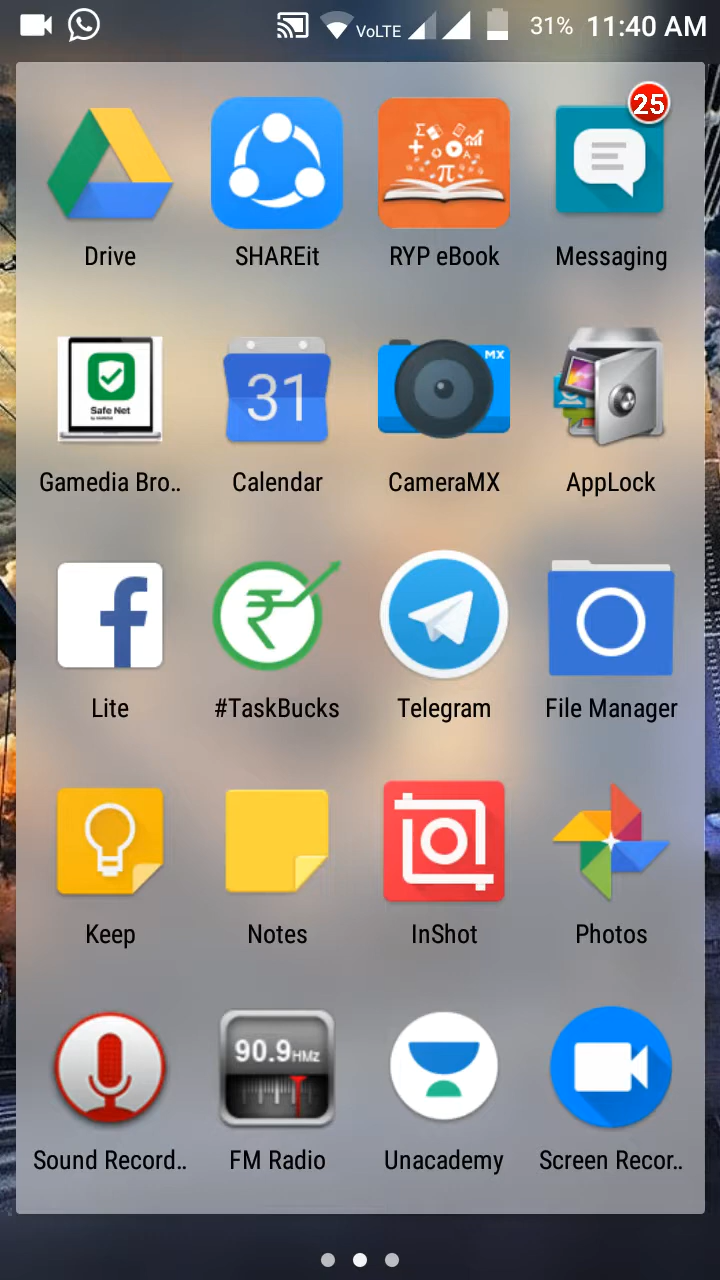 VoLTE 31% 11:40 AM
25
Drive SHAREit RYP eBook Messaging
Safe Net
31 MX
Gamedia Bro.. Calendar CameraMX AppLock
Lite #TaskBucks Telegram File Manager
Keep Notes InShot Photos
90.9HMz
Sound Record.. FM Radio Unacademy Screen Recor..